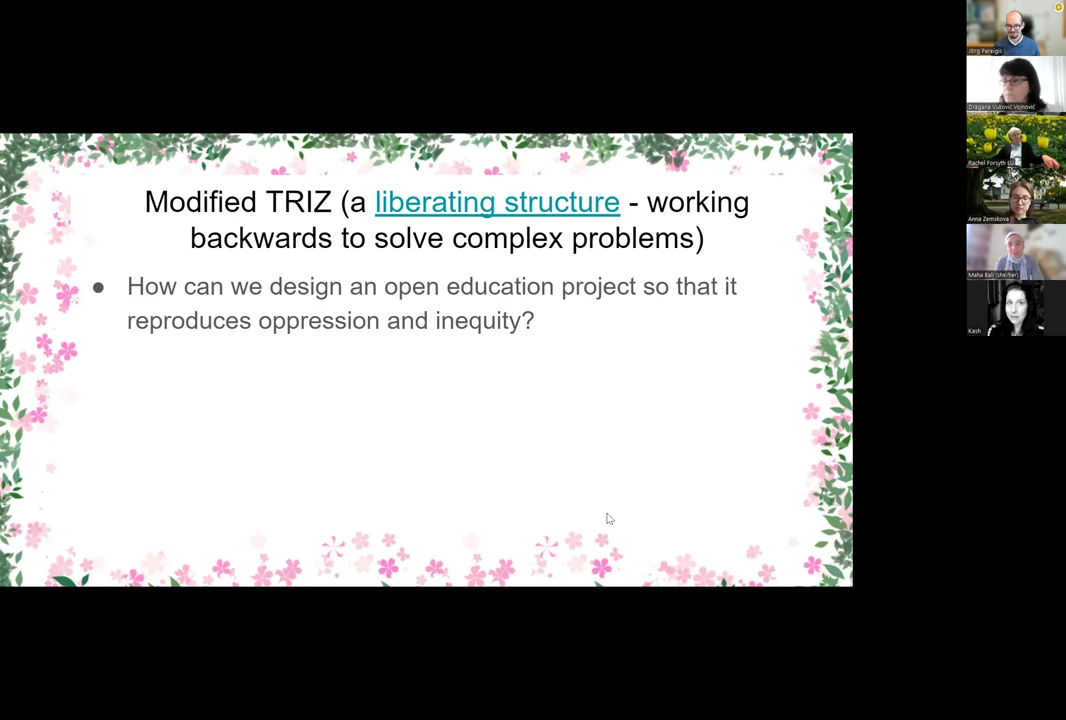 Modified TRIZ (a liberating structure - working
backwards to solve complex problems)
● How can we design an open education project so that it
reproduces oppression and inequity?
Jörg Pareigis
Dragana Vuković Vojnović
Rachel Forsyth LU
Anna Zemskova
Maha Bali (she/her)
Kash